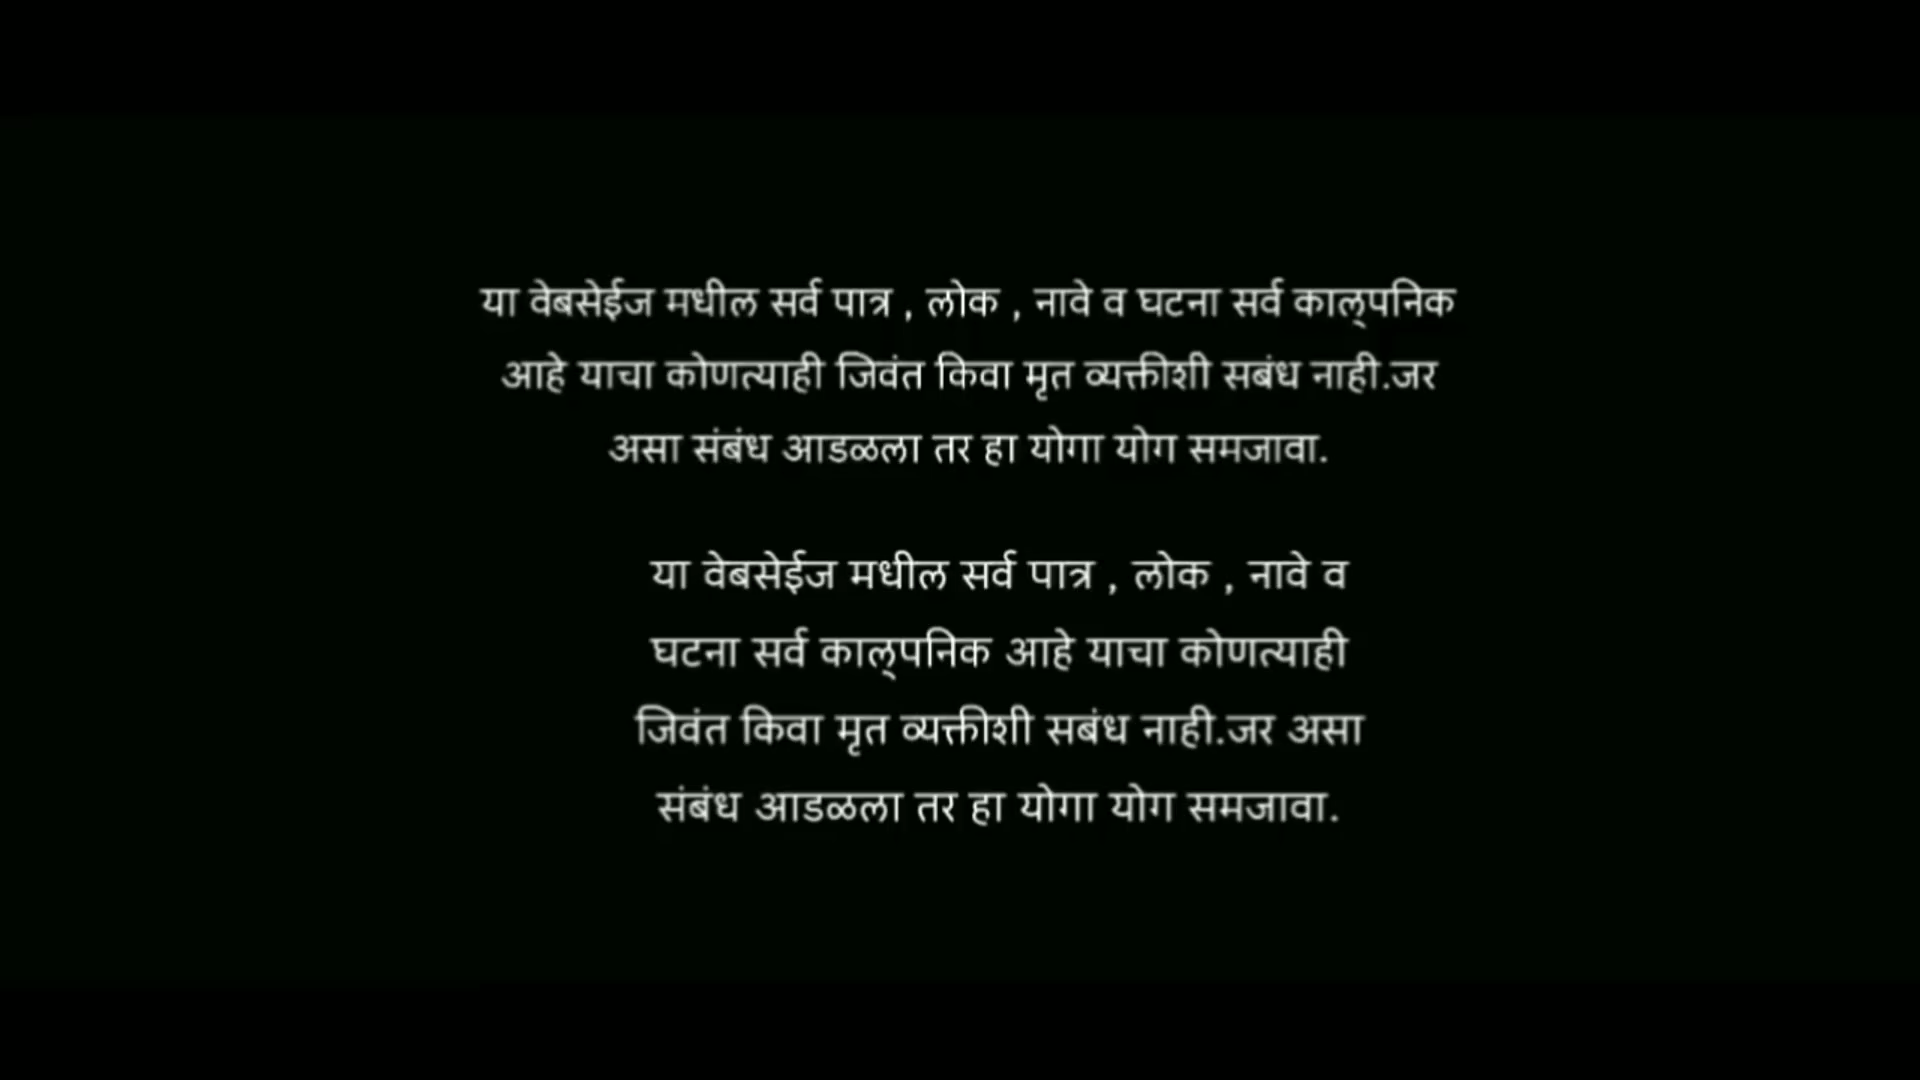 या वेबसेईज मधील सर्व पात्र , लोक , नावे व घटना सर्व काल्‌पनिक
आहे याचा कोणत्याही जिवंत किवा मृत व्यक्तीशी सबंध नाही.जर
असा संबंध आडळला तर हा योगा योग समजावा.
या वेबसेईज मधील सर्व पात्र , लोक , नावे व
घटना सर्व काल्‌पनिक आहे याचा कोणत्याही
जिवंत किवा मृत व्यक्तीशी सबंध नाही.जर असा
संबंध आडळला तर हा योगा योग समजावा.